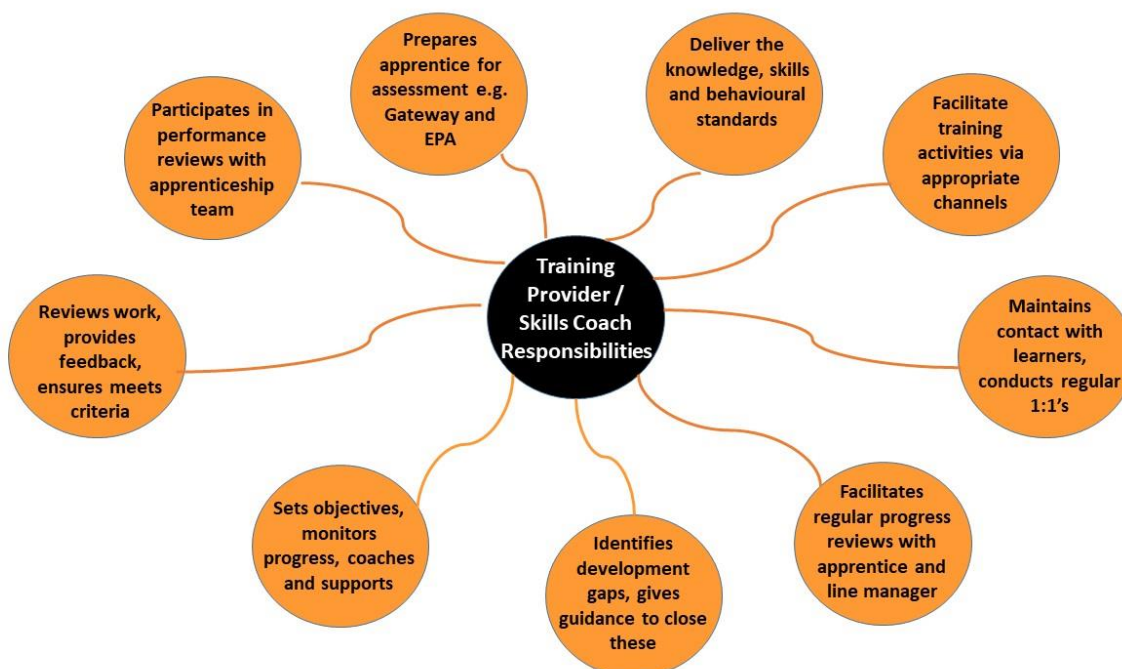 Training
Provider /
Skills Coach
Responsibilities
Prepares
apprentice for
assessment e.g.
Gateway and
EPA
Deliver the
knowledge, skills
and behavioural
standards
Facilitate
training
activities via
appropriate
channels
Maintains
contact with
learners,
conducts regular
1:1's
Facilitates
regular progress
reviews with
apprentice and
line manager
Identifies
development
gaps, gives
guidance to close
these
Sets objectives,
monitors
progress, coaches
and supports
Reviews work,
provides
feedback,
ensures meets
criteria
Participates in
performance
reviews with
apprenticeship
team